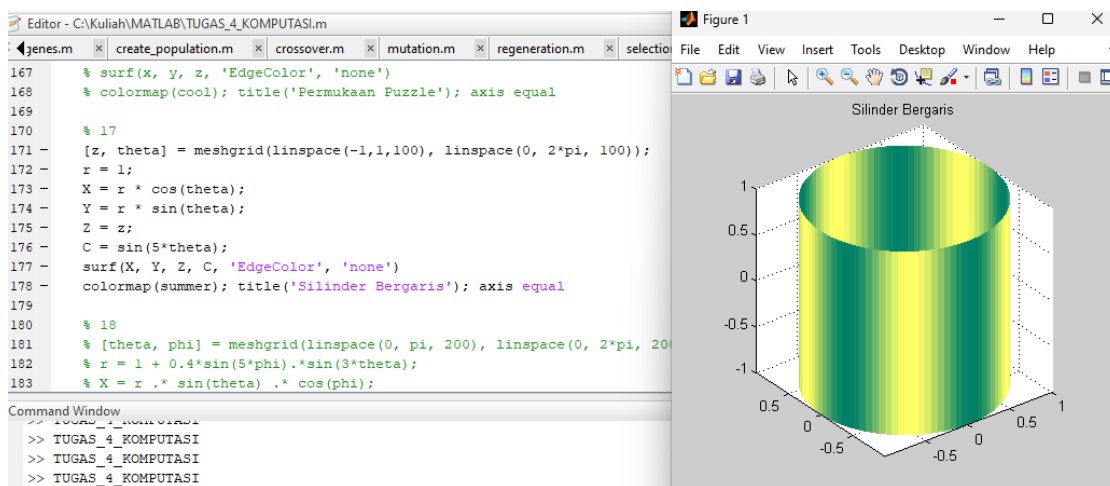 Editor - C:\Kuliah\MATLAB\TUGAS_4_KOMPUTASI.m
genes.m × create_population.m × crossover.m × mutation.m × regeneration.m × selection
167 % surf(x, y, z, 'EdgeColor', 'none')
168 % colormap(cool); title('Permukaan Puzzle'); axis equal
169
170 % 17
171 – [z, theta] = meshgrid(linspace(-1,1,100), linspace(0, 2*pi, 100));
172 – r = 1;
173 – X = r * cos(theta);
174 – Y = r * sin(theta);
175 – Z = z;
176 – C = sin(5*theta);
177 – surf(X, Y, Z, C, 'EdgeColor', 'none')
178 – colormap(summer); title('Silinder Bergaris'); axis equal
179
180 % 18
181 % [theta, phi] = meshgrid(linspace(0, pi, 200), linspace(0, 2*pi, 200
182 % r = 1 + 0.4*sin(5*phi).*sin(3*theta);
183 % X = r .* sin(theta) .* cos(phi);
Command Window
>> TUGAS_4_KOMPUTASI
>> TUGAS_4_KOMPUTASI
>> TUGAS_4_KOMPUTASI
>> TUGAS_4_KOMPUTASI
Figure 1
File Edit View Insert Tools Desktop Window Help
Silinder Bergaris
1
0.5
0
-0.5
-1
0.5
0
-0.5
-0.5
0
0.5
1